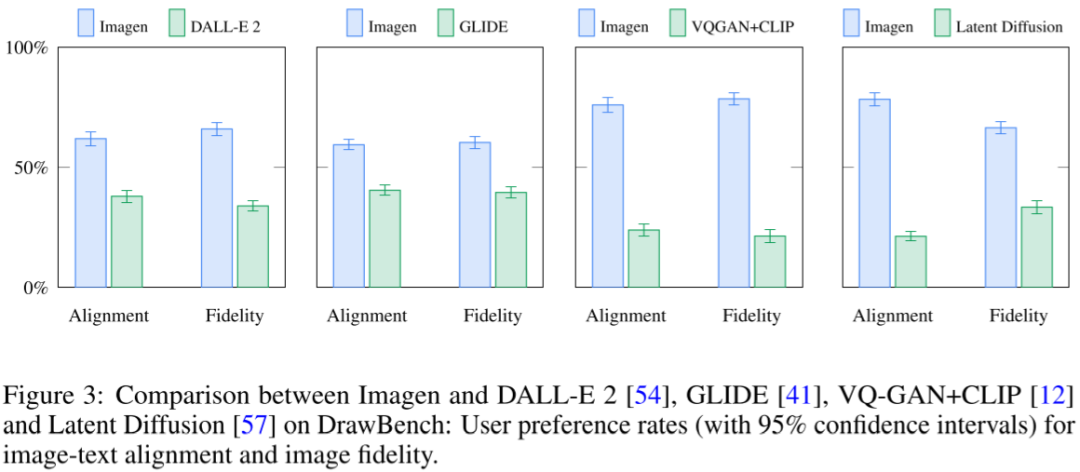 Imagen DALL-E 2 Imagen GLIDE Imagen VQGAN+CLIP Imagen Latent Diffusion
100%
50%
0%
Alignment Fidelity Alignment Fidelity Alignment Fidelity Alignment Fidelity
Figure 3: Comparison between Imagen and DALL-E 2 [54], GLIDE [41], VQ-GAN+CLIP [12]
and Latent Diffusion [57] on DrawBench: User preference rates (with 95% confidence intervals) for
image-text alignment and image fidelity.